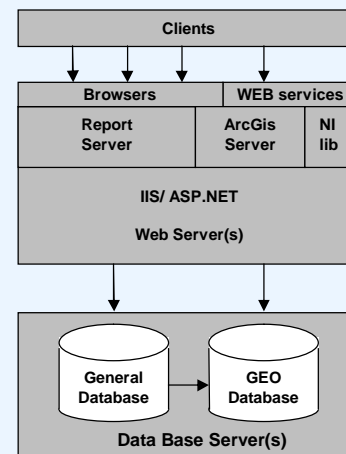 Clients
Browsers
WEB services
Report
Server
ArcGis
Server
NI
lib
IIS/ ASP.NET
Web Server(s)
General
Database
GEO
Database
Data Base Server(s)